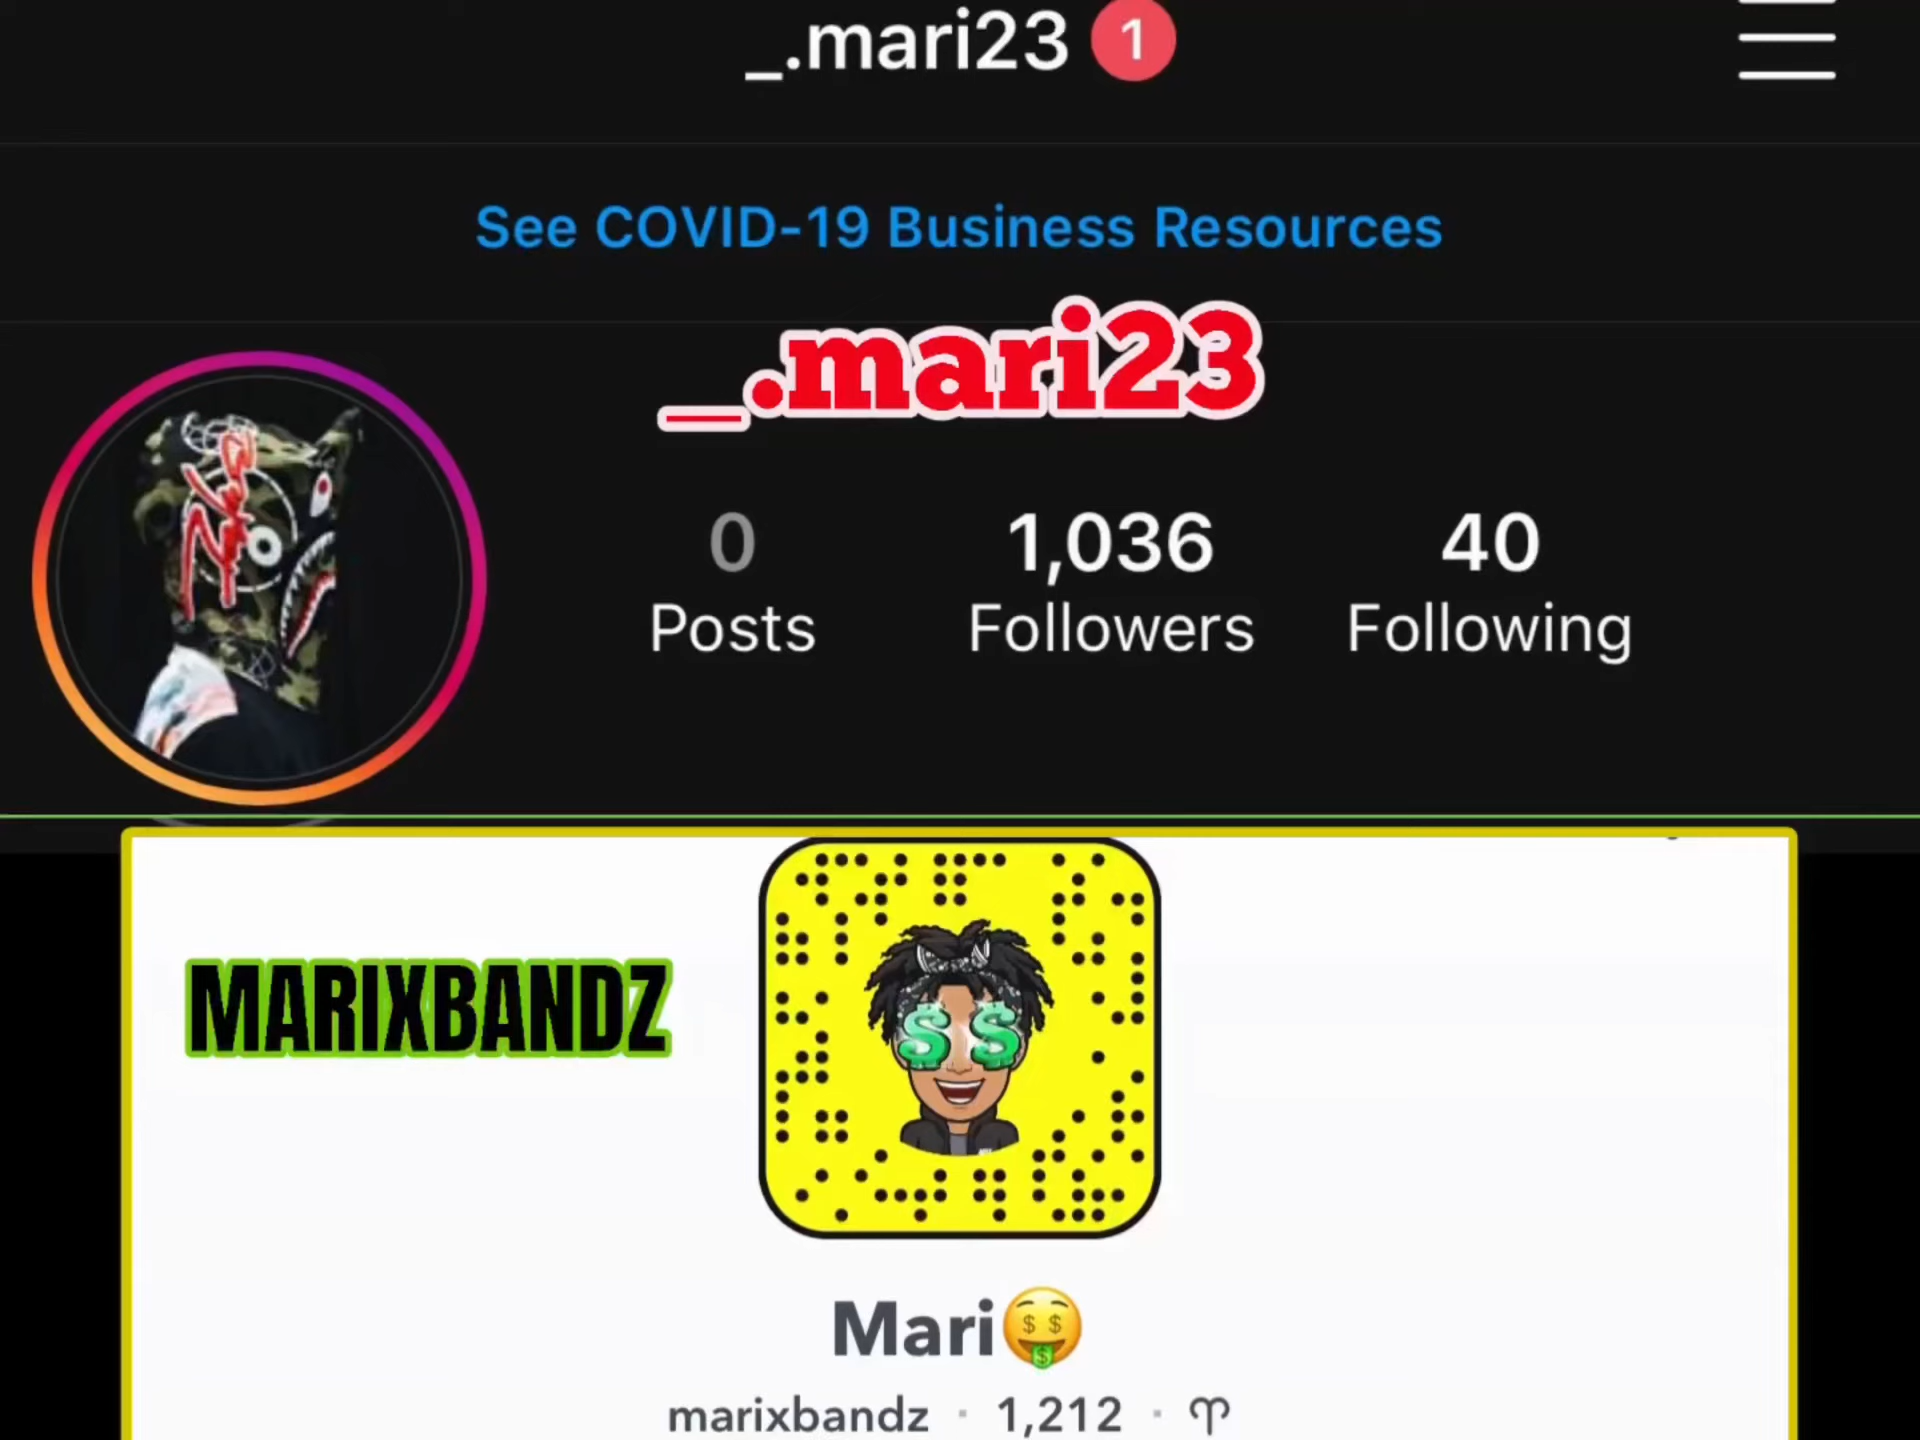 _.mari23 1
See COVID-19 Business Resources
_.mari23
0 1,036 40
Posts Followers Following
MARIXBANDZ
Mari🤑
marixbandz · 1,212 · ♈︎